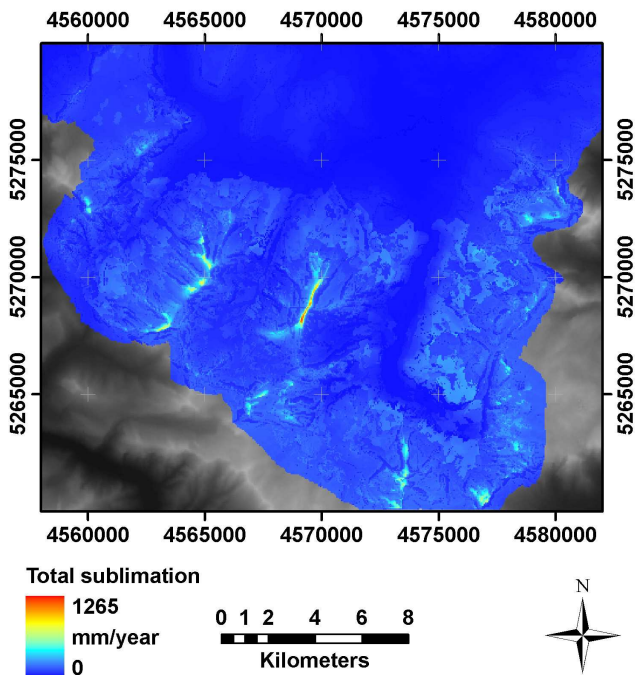 4560000 4565000 4570000 4575000 4580000
5275000 5275000
5270000 5270000
5265000 5265000
4560000 4565000 4570000 4575000 4580000
Total sublimation
1265
mm/year
0
0 1 2 4 6 8
Kilometers
N